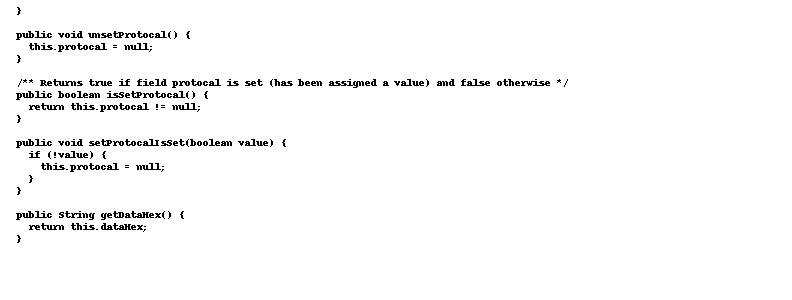 }

public void unsetProtocal() {
  this.protocal = null;
}

/** Returns true if field protocal is set (has been assigned a value) and false otherwise */
public boolean isSetProtocal() {
  return this.protocal != null;
}

public void setProtocalIsSet(boolean value) {
  if (!value) {
    this.protocal = null;
  }
}

public String getDataHex() {
  return this.dataHex;
}